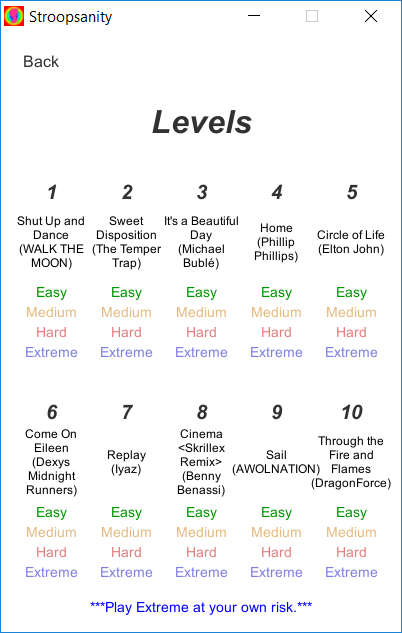 Stroopsanity
Back
Levels
1 2 3 4 5
Shut Up and Dance (WALK THE MOON)
Sweet Disposition (The Temper Trap)
It's a Beautiful Day (Michael Bublé)
Home (Phillip Phillips)
Circle of Life (Elton John)
Easy Easy Easy Easy Easy
Medium Medium Medium Medium Medium
Hard Hard Hard Hard Hard
Extreme Extreme Extreme Extreme Extreme
6 7 8 9 10
Come On Eileen (Dexys Midnight Runners)
Replay (Iyaz)
Cinema <Skrillex Remix> (Benny Benassi)
Sail (AWOLNATION)
Through the Fire and Flames (DragonForce)
Easy Easy Easy Easy Easy
Medium Medium Medium Medium Medium
Hard Hard Hard Hard Hard
Extreme Extreme Extreme Extreme Extreme
***Play Extreme at your own risk.***